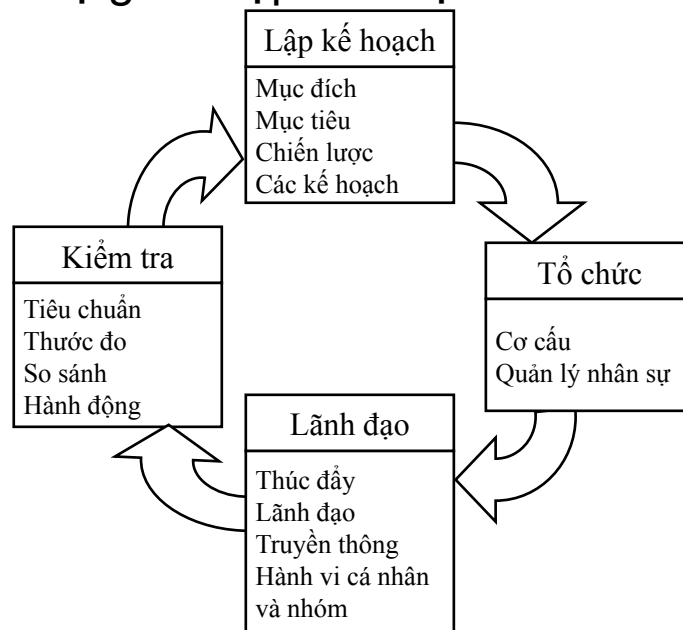 Lập kế hoạch
Mục đích
Mục tiêu
Chiến lược
Các kế hoạch
Tổ chức
Cơ cấu
Quản lý nhân sự
Lãnh đạo
Thúc đẩy
Lãnh đạo
Truyền thông
Hành vi cá nhân
và nhóm
Kiểm tra
Tiêu chuẩn
Thước đo
So sánh
Hành động